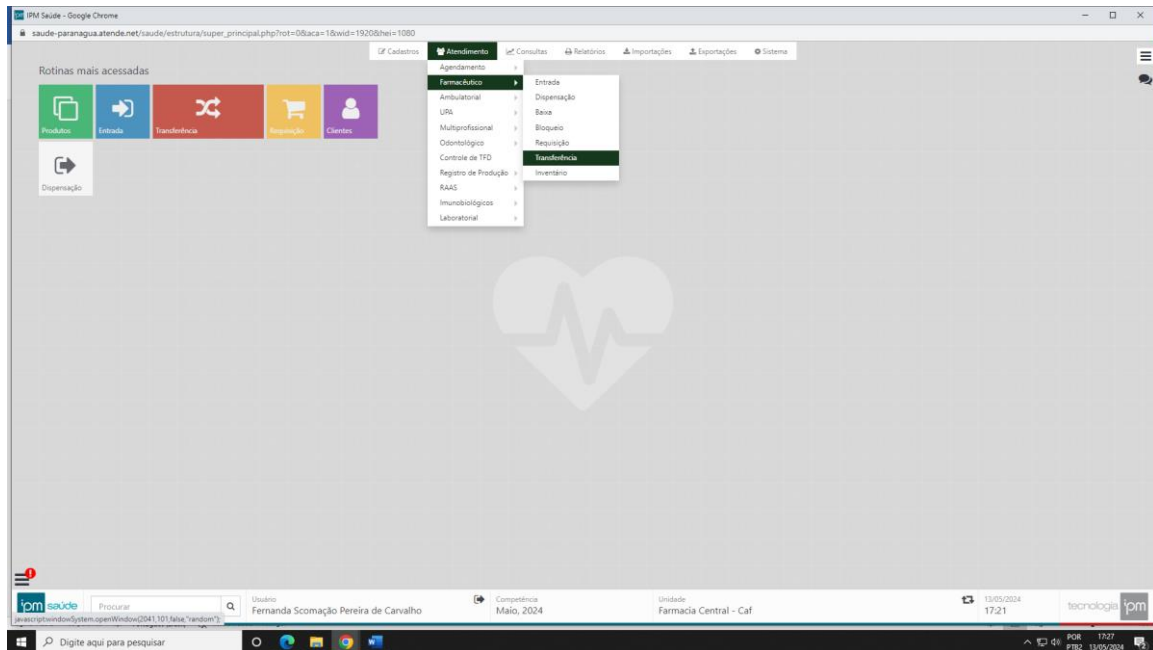 IPM Saúde - Google Chrome
saude-paranagua.atende.net/saude/estrutura/super_principal.php?rot=0&aca=1&wid=1920&hei=1080
Cadastros Atendimento Consultas Relatórios Importações Exportações Sistema
Rotinas mais acessadas
Produtos Entrada Transferência Requisição Clientes
Dispensação
Agendamento
Farmacêutico
Ambulatorial
UPA
Multiprofissional
Odontológico
Controle de TFD
Registro de Produção
RAAS
Imunobiológicos
Laboratorial
Entrada
Dispensação
Baixa
Bloqueio
Requisição
Transferência
Inventário
ipm saúde
Procurar
Usuário
Fernanda Scomação Pereira de Carvalho
Competência
Maio, 2024
Unidade
Farmacia Central - Caf
13/05/2024
17:21
tecnologia ipm
javascript:windowSystem.openWindow(2041,101,false,"random");
Digite aqui para pesquisar
POR
PTB2
17:27
13/05/2024
2